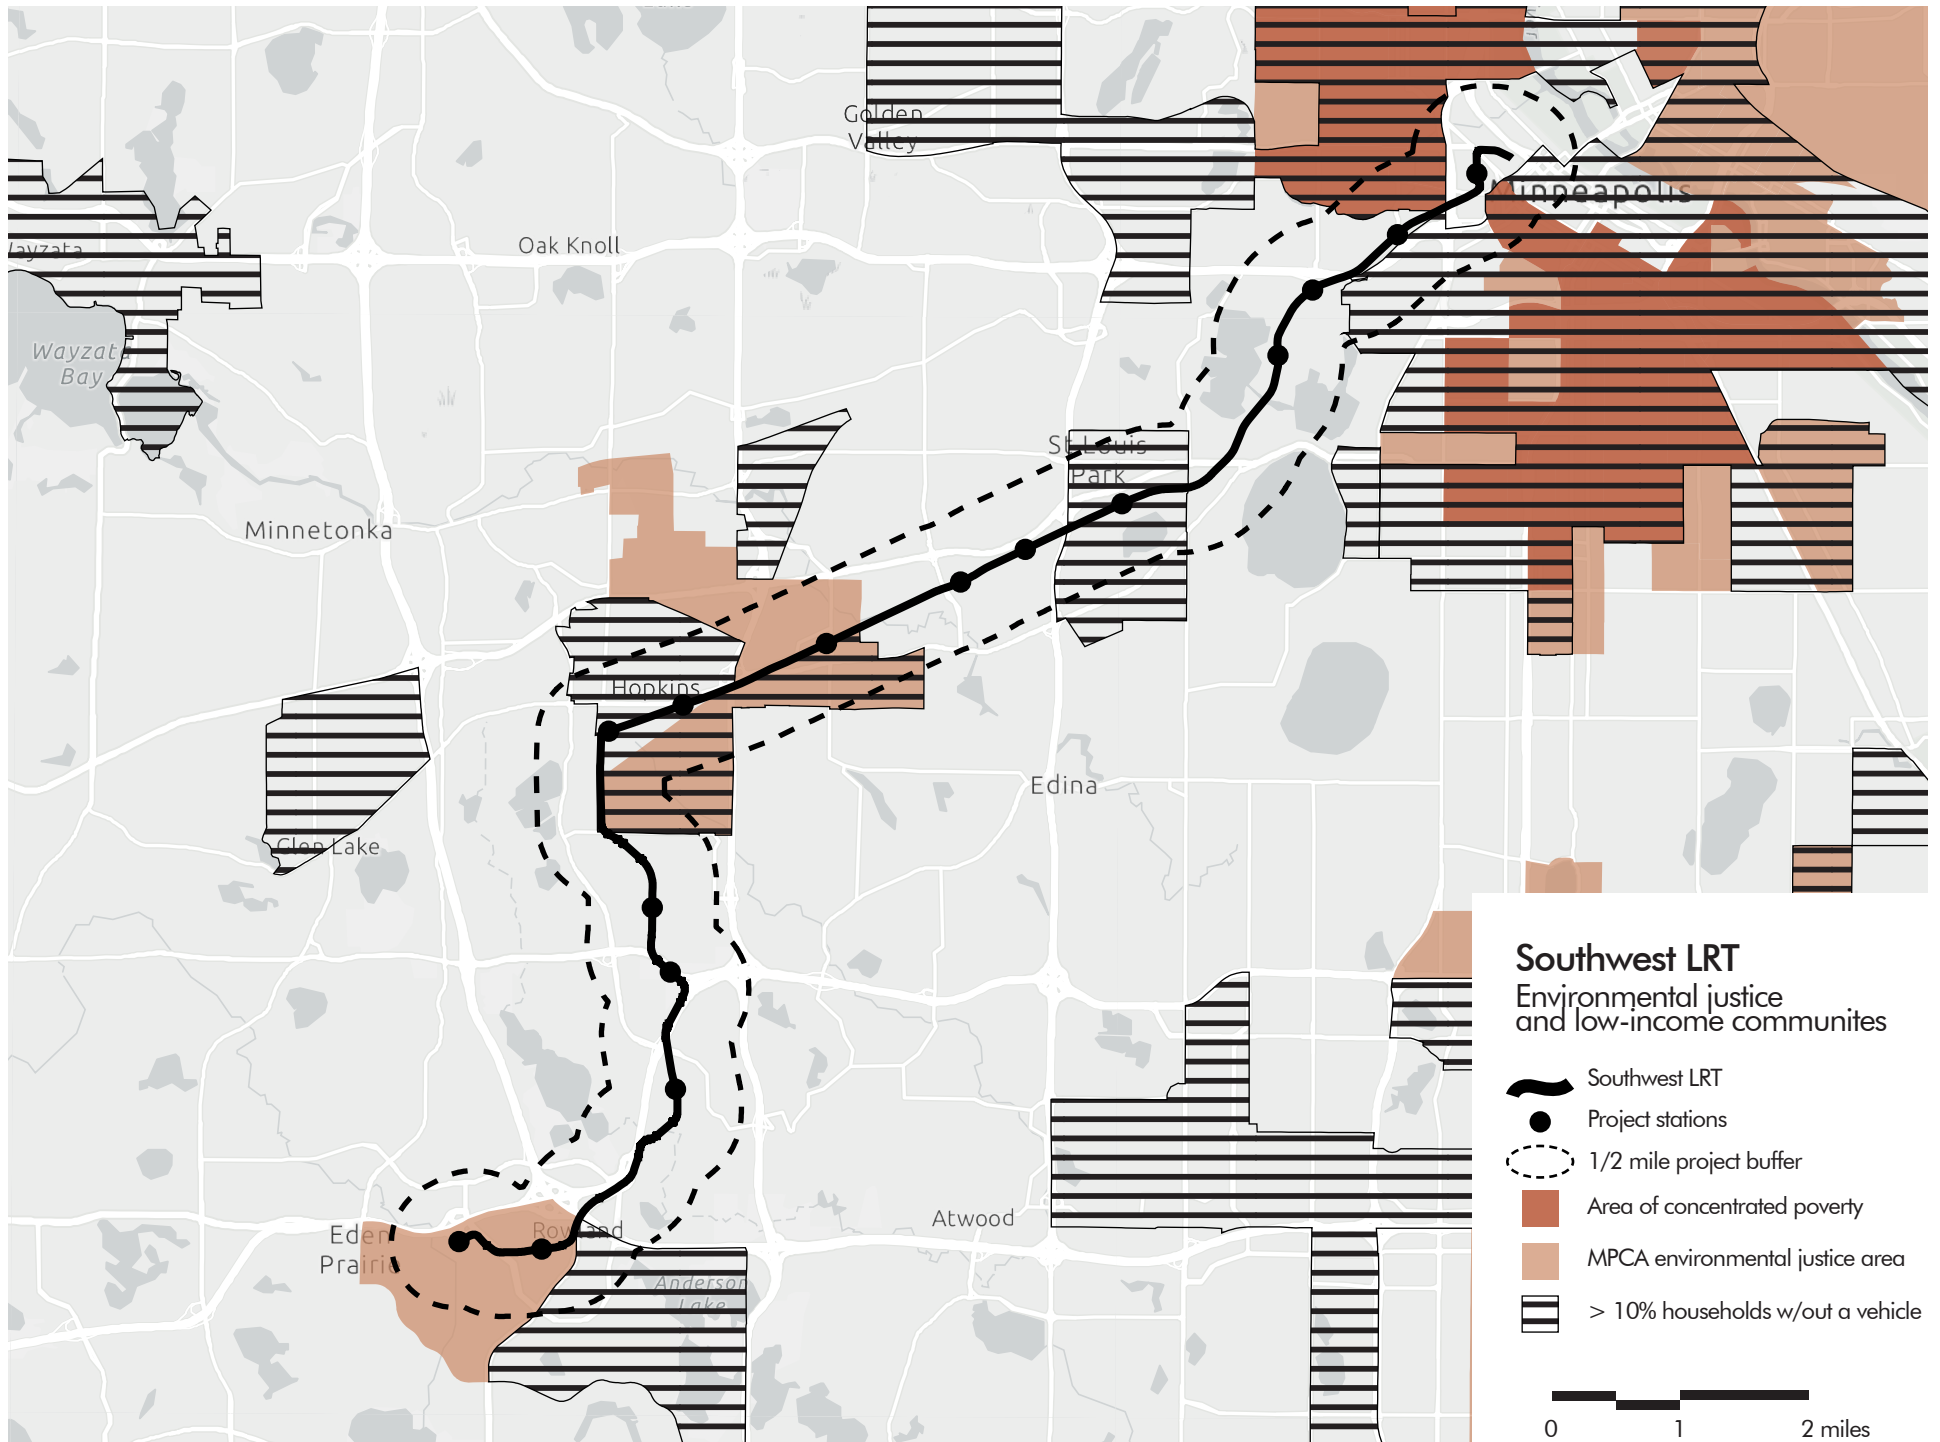 Golden
Valley
Minneapolis
Oak Knoll
Wayzata
Bay
St Louis
Park
Minnetonka
Hopkins
Edina
Glen Lake
Eden
Prairie
Rowland
Atwood
Anderson
Lake
Southwest LRT
Environmental justice
and low-income communites
Southwest LRT
Project stations
1/2 mile project buffer
Area of concentrated poverty
MPCA environmental justice area
> 10% households w/out a vehicle
0 1 2 miles